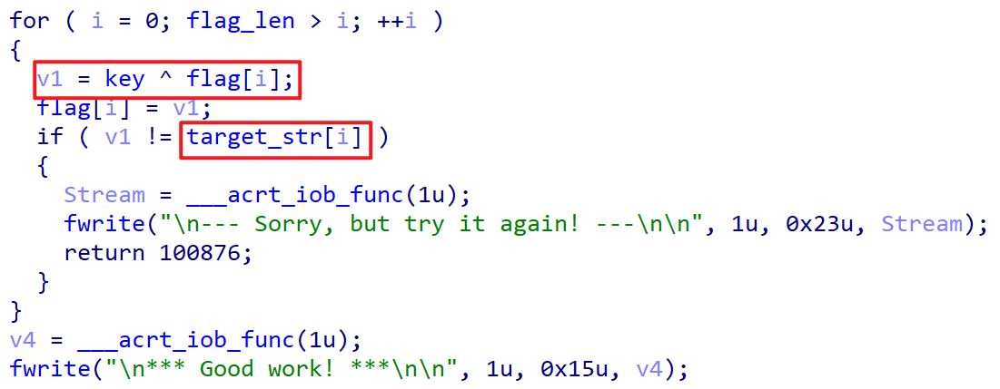 for ( i = 0; flag_len > i; ++i )
{
  v1 = key ^ flag[i];
  flag[i] = v1;
  if ( v1 != target_str[i] )
  {
    Stream = ___acrt_iob_func(1u);
    fwrite("\n--- Sorry, but try it again! ---\n\n", 1u, 0x23u, Stream);
    return 100876;
  }
}
v4 = ___acrt_iob_func(1u);
fwrite("\n*** Good work! ***\n\n", 1u, 0x15u, v4);